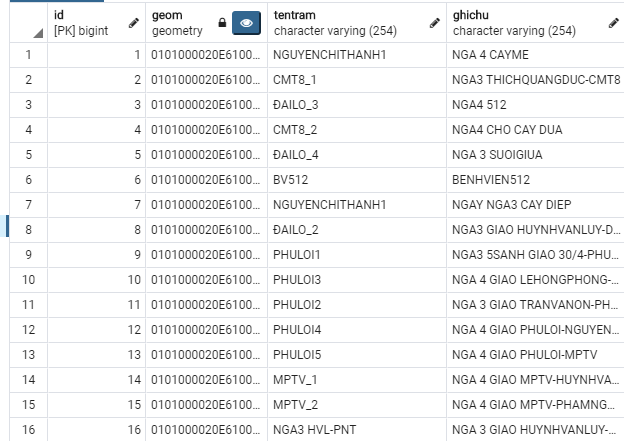 id geom tentram ghichu
[PK] bigint geometry character varying (254) character varying (254)
1 1 0101000020E6100... NGUYENCHITHANH1 NGA 4 CAYME
2 2 0101000020E6100... CMT8_1 NGA3 THICHQUANGDUC-CMT8
3 3 0101000020E6100... ĐAILO_3 NGA4 512
4 4 0101000020E6100... CMT8_2 NGA4 CHO CAY DUA
5 5 0101000020E6100... ĐAILO_4 NGA 3 SUOIGIUA
6 6 0101000020E6100... BV512 BENHVIEN512
7 7 0101000020E6100... NGUYENCHITHANH1 NGAY NGA3 CAY DIEP
8 8 0101000020E6100... ĐAILO_2 NGA3 GIAO HUYNHVANLUY-D...
9 9 0101000020E6100... PHULOI1 NGA3 5SANH GIAO 30/4-PHU...
10 10 0101000020E6100... PHULOI3 NGA 4 GIAO LEHONGPHONG-...
11 11 0101000020E6100... PHULOI2 NGA 3 GIAO TRANVANON-PH...
12 12 0101000020E6100... PHULOI4 NGA 4 GIAO PHULOI-NGUYEN...
13 13 0101000020E6100... PHULOI5 NGA 4 GIAO PHULOI-MPTV
14 14 0101000020E6100... MPTV_1 NGA 4 GIAO MPTV-HUYNHVA...
15 15 0101000020E6100... MPTV_2 NGA 4 GIAO MPTV-PHAMNG...
16 16 0101000020E6100... NGA3 HVL-PNT NGA 3 GIAO HUYNHVANLUY-...